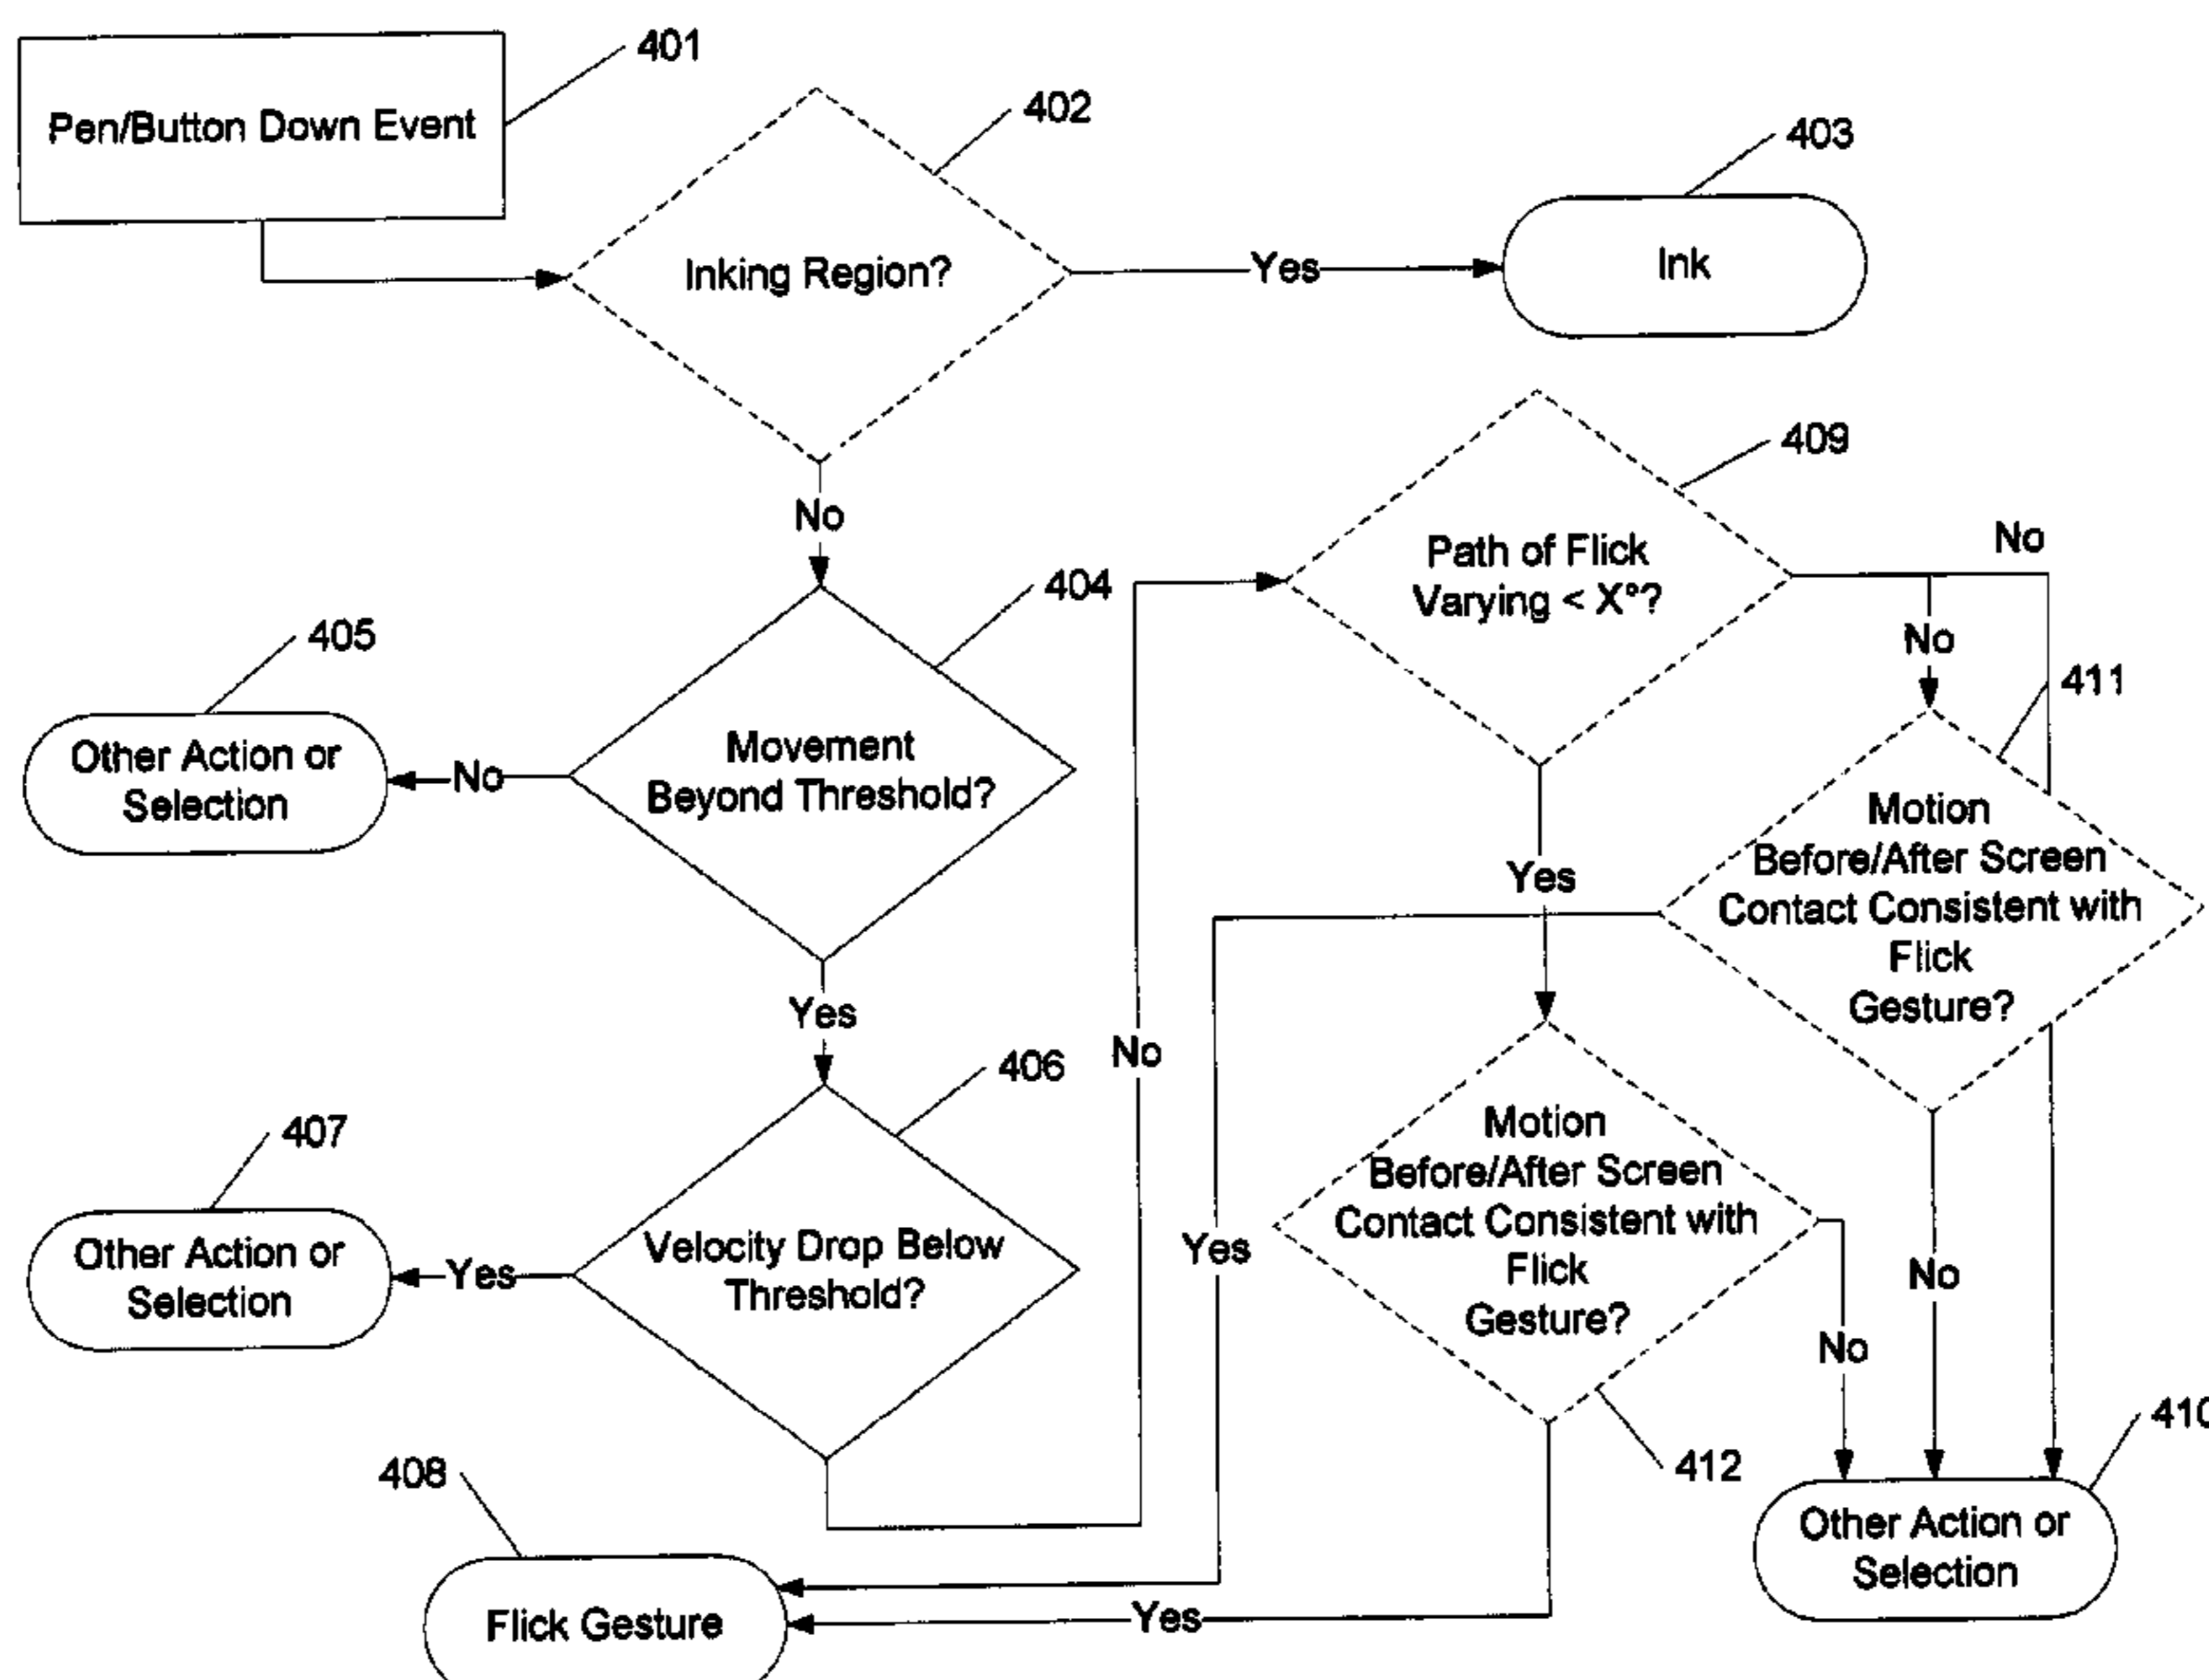 401
Pen/Button Down Event
402
403
Inking Region?
Yes
Ink
409
No
Path of Flick
Varying < X°?
No
No
404
405
411
Movement
Beyond Threshold?
Other Action or
Selection
No
Motion
Before/After Screen
Contact Consistent with
Flick
Gesture?
Yes
Yes
No
406
407
Motion
Before/After Screen
Contact Consistent with
Flick
Gesture?
Velocity Drop Below
Threshold?
Other Action or
Selection
Yes
Yes
No
No
410
408
412
Other Action or
Selection
Flick Gesture
Yes